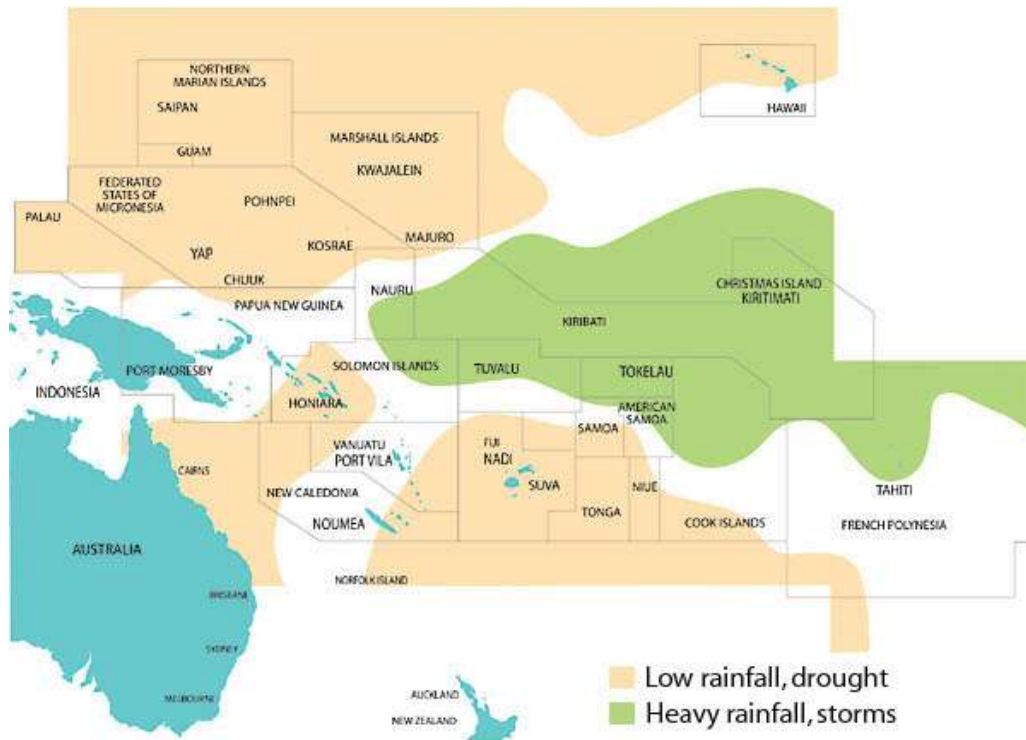 NORTHERN
MARIAN ISLANDS
SAIPAN
HAWAII
MARSHALL ISLANDS
GUAM
KWAJALEIN
FEDERATED
STATES OF
MICRONESIA
POHNPEI
PALAU
KOSRAE
MAJURO
YAP
CHUUK
NAURU
CHRISTMAS ISLAND
KIRITIMATI
PAPUA NEW GUINEA
KIRIBATI
PORT MORESBY
SOLOMON ISLANDS
TUVALU
TOKELAU
INDONESIA
HONIARA
AMERICAN
SAMOA
SAMOA
VANUATU
PORT VILA
FIJI
NADI
CAIRNS
SUVA
NIUE
TAHITI
NEW CALEDONIA
TONGA
NOUMEA
COOK ISLANDS
FRENCH POLYNESIA
AUSTRALIA
NORFOLK ISLAND
BRISBANE
SYDNEY
Low rainfall, drought
MELBOURNE
AUCKLAND
Heavy rainfall, storms
NEW ZEALAND